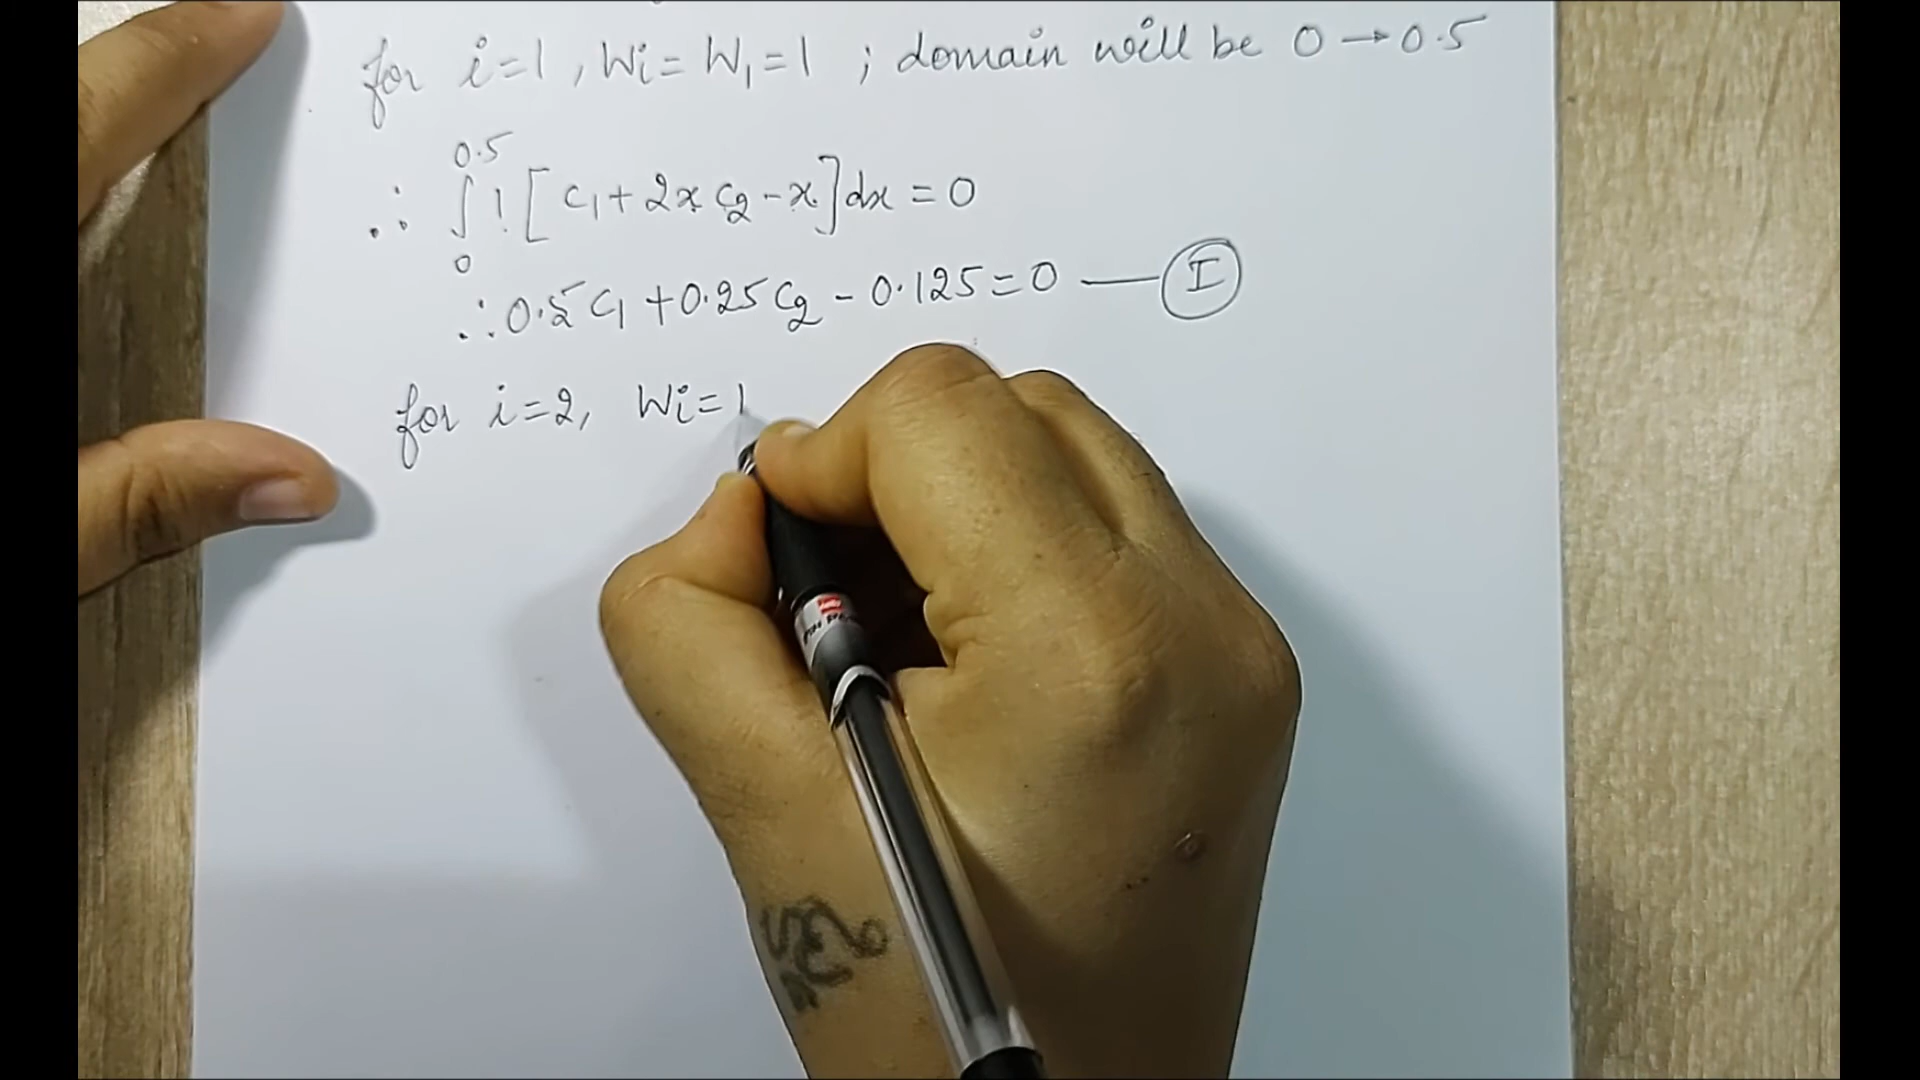 for i=1, Wi = W₁ = 1 ; domain will be 0 → 0.5
∴ ∫₀^0.5 1 [c₁ + 2x c₂ - x] dx = 0
∴ 0.5 c₁ + 0.25 c₂ - 0.125 = 0 — I
for i=2, Wi = 1